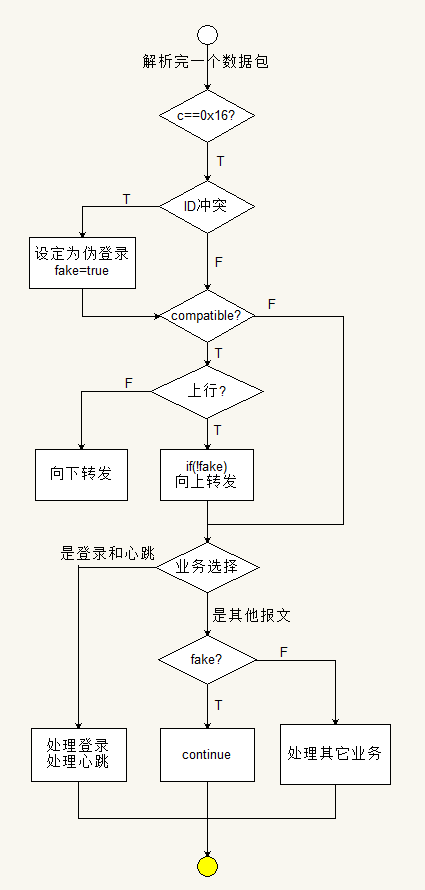 解析完一个数据包
c==0x16?
T
T
ID冲突
设定为伪登录
fake=true
F
compatible?
F
T
F
上行?
T
向下转发
if(!fake)
向上转发
是登录和心跳
业务选择
是其他报文
fake?
F
T
处理登录
处理心跳
continue
处理其它业务